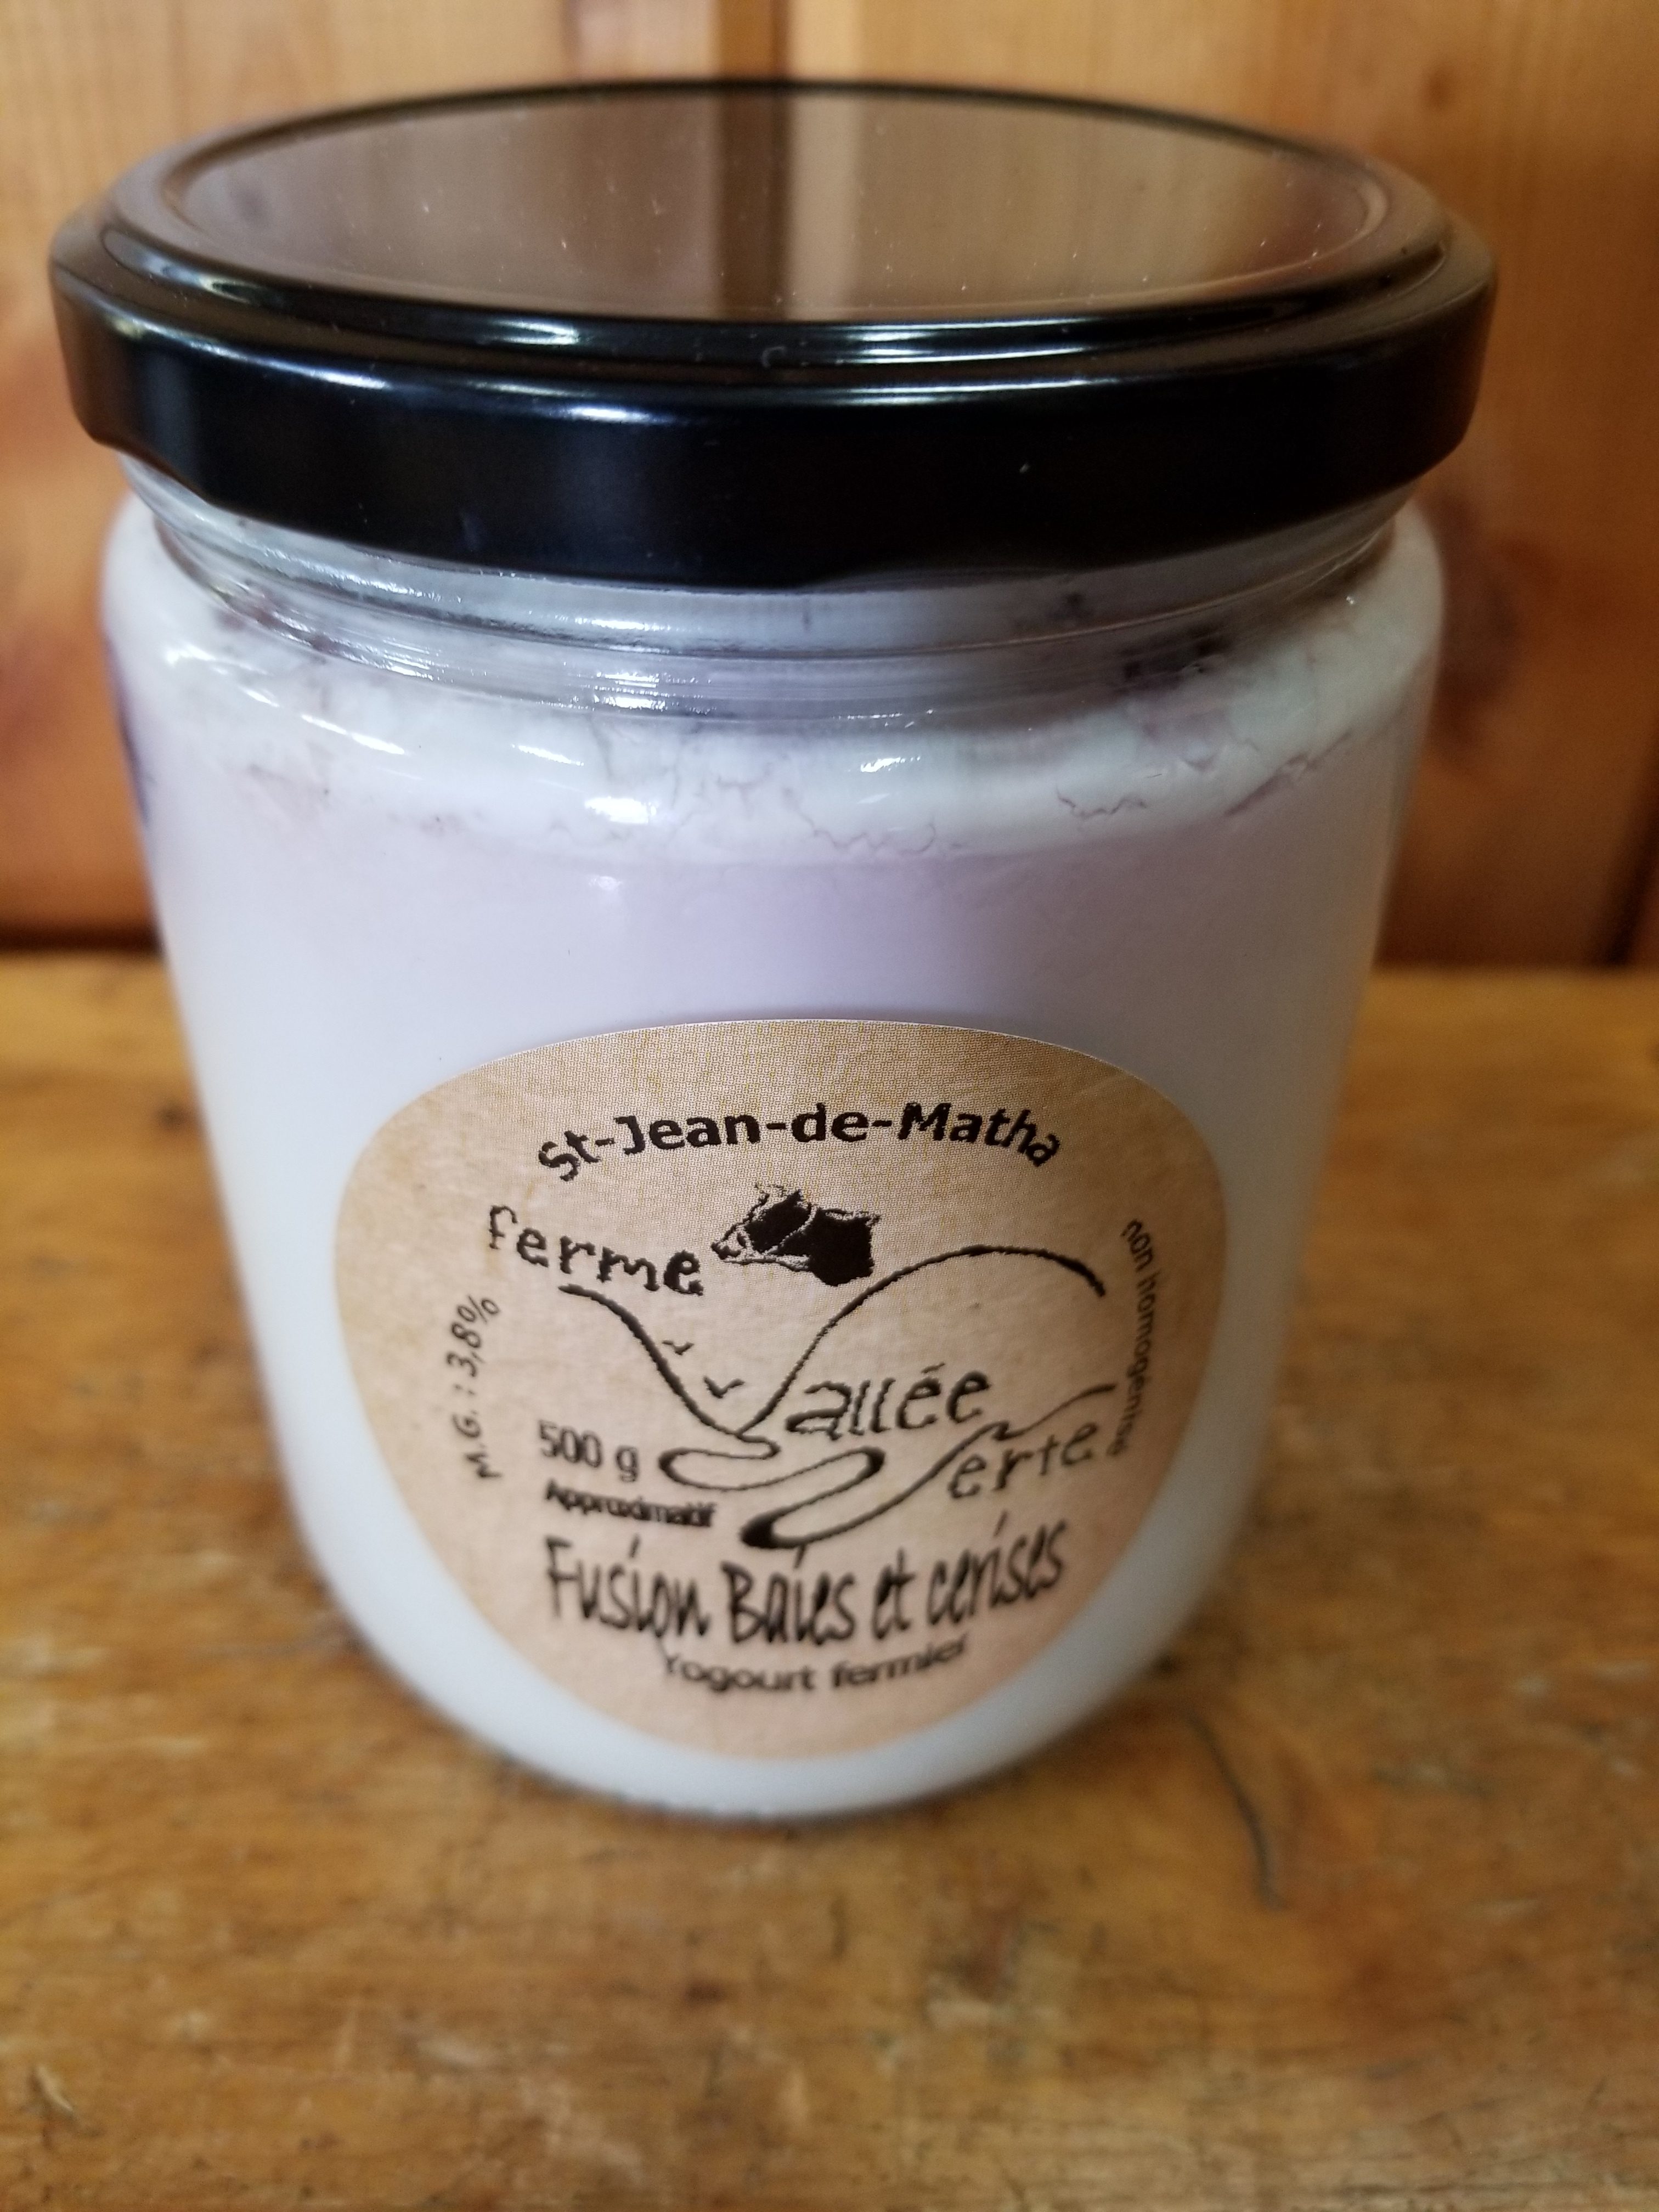 St-Jean-de-Matha
ferme
Vallée
Verte
M.G. : 3,8%
non homogénéisé
500 g
Approximatif
Fusion Baies et cerises
Yogourt fermier